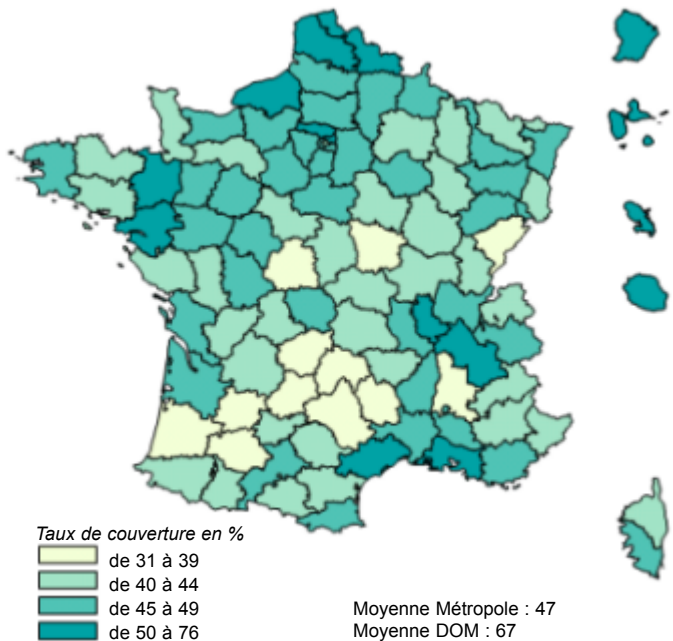 Taux de couverture en %
de 31 à 39
de 40 à 44
de 45 à 49
de 50 à 76
Moyenne Métropole : 47
Moyenne DOM : 67